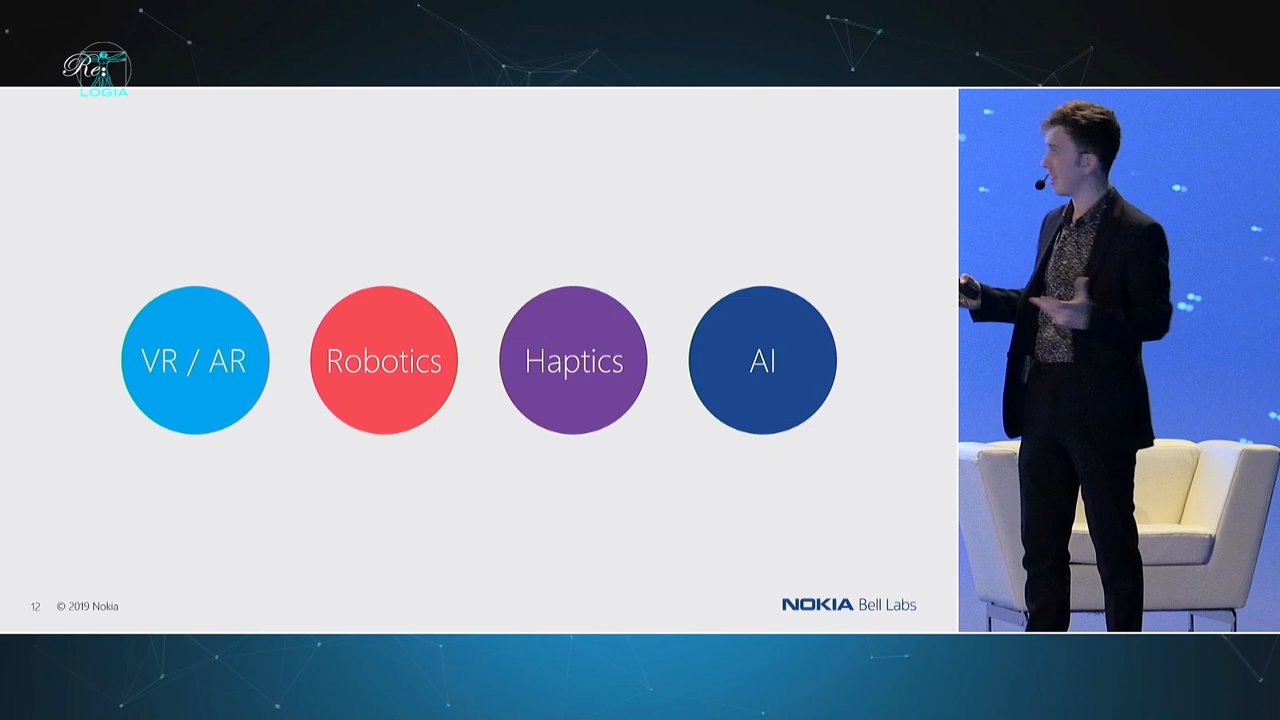 Re:
LOGIA
VR / AR
Robotics
Haptics
AI
12 © 2019 Nokia
NOKIA Bell Labs